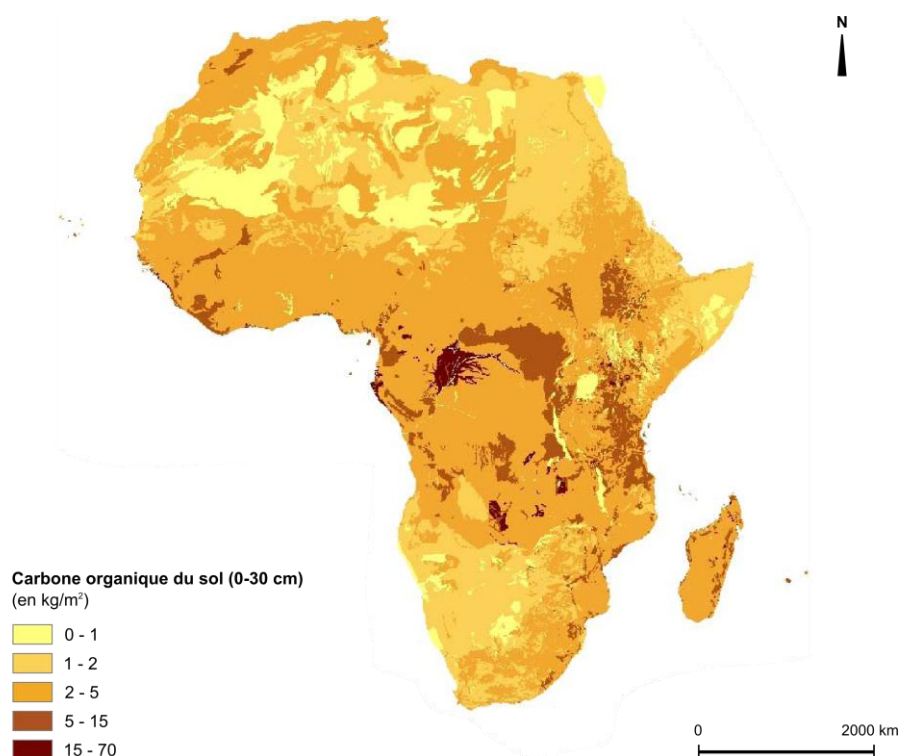 N
Carbone organique du sol (0-30 cm)
(en kg/m²)
0 - 1
1 - 2
2 - 5
5 - 15
15 - 70
0 2000 km